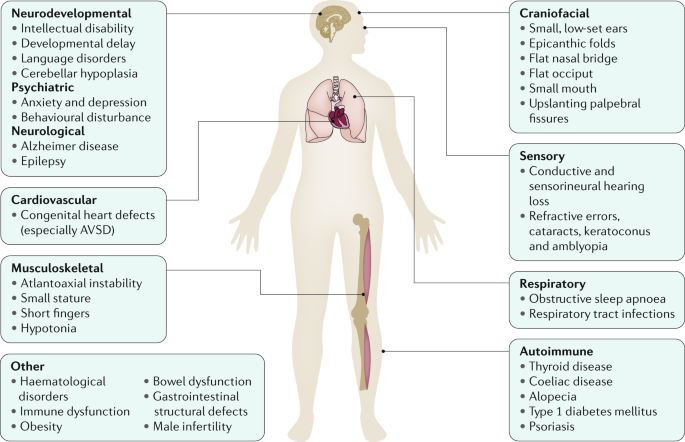 Neurodevelopmental
• Intellectual disability
• Developmental delay
• Language disorders
• Cerebellar hypoplasia
Psychiatric
• Anxiety and depression
• Behavioural disturbance
Neurological
• Alzheimer disease
• Epilepsy
Cardiovascular
• Congenital heart defects
(especially AVSD)
Musculoskeletal
• Atlantoaxial instability
• Small stature
• Short fingers
• Hypotonia
Other
• Haematological
disorders
• Immune dysfunction
• Obesity
• Bowel dysfunction
• Gastrointestinal
structural defects
• Male infertility
Craniofacial
• Small, low-set ears
• Epicanthic folds
• Flat nasal bridge
• Flat occiput
• Small mouth
• Upslanting palpebral
fissures
Sensory
• Conductive and
sensorineural hearing
loss
• Refractive errors,
cataracts, keratoconus
and amblyopia
Respiratory
• Obstructive sleep apnoea
• Respiratory tract infections
Autoimmune
• Thyroid disease
• Coeliac disease
• Alopecia
• Type 1 diabetes mellitus
• Psoriasis